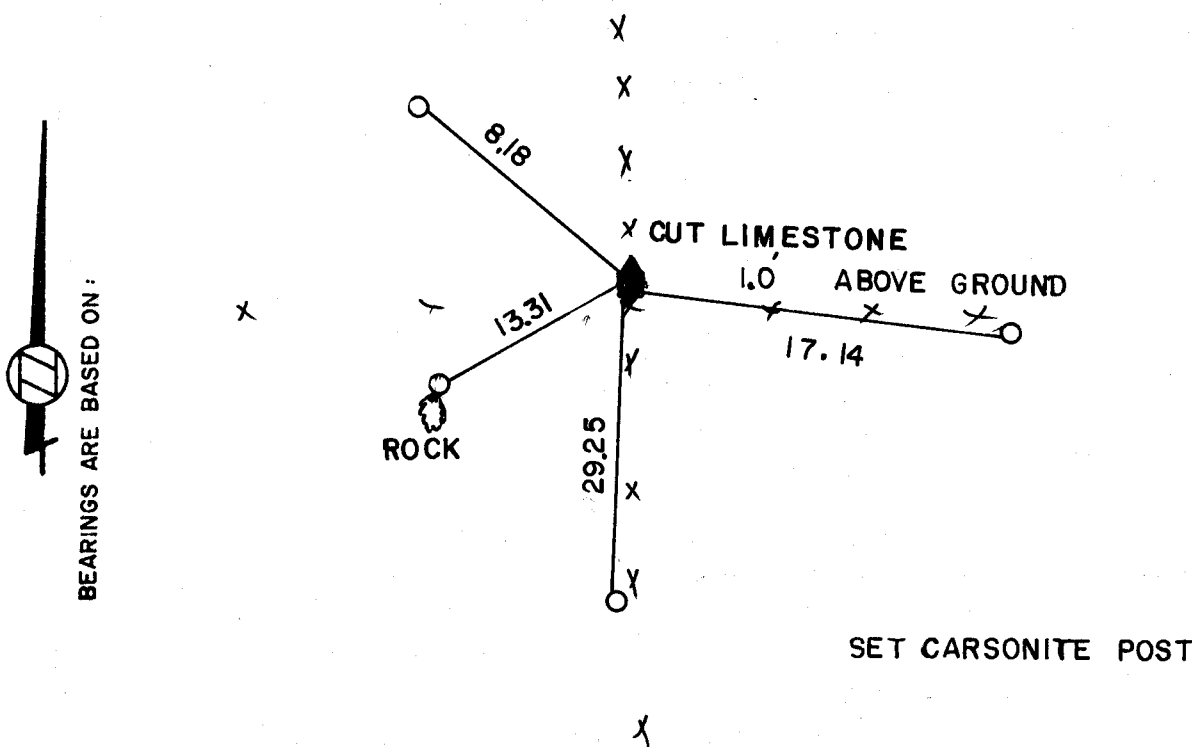 8.18
CUT LIMESTONE
1.0' ABOVE GROUND
13.31
17.14
ROCK
29.25
BEARINGS ARE BASED ON:
SET CARSONITE POST